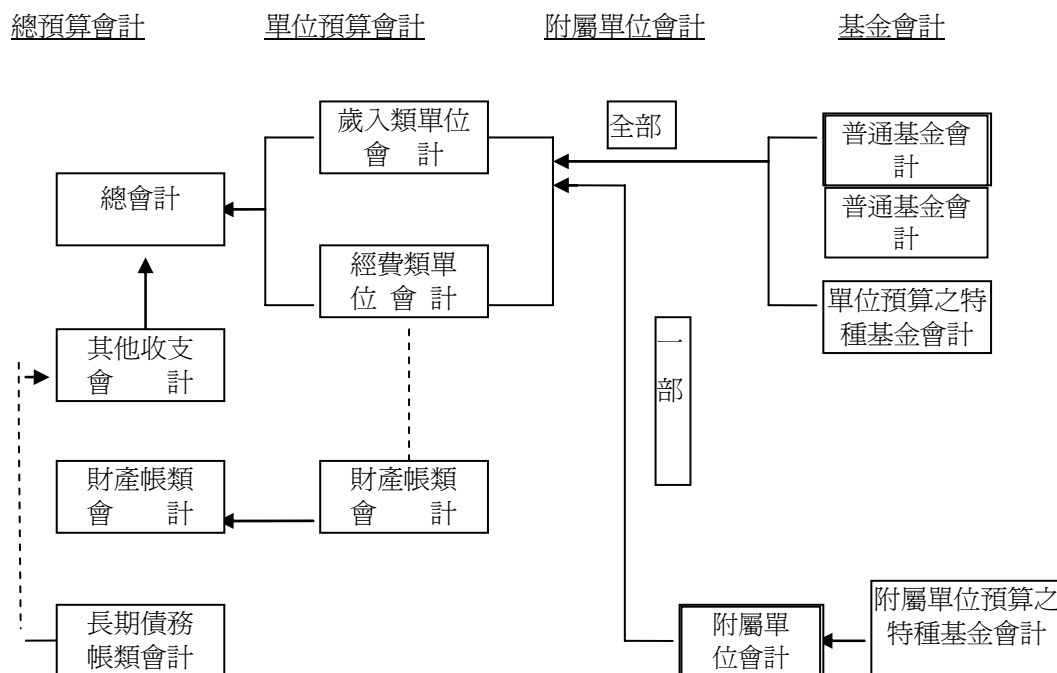 總預算會計 單位預算會計 附屬單位會計 基金會計
歲入類單位
會 計
全部
普通基金會
計
總會計
普通基金會
計
經費類單
位 會 計
單位預算之特
種基金會計
其他收支
會 計
一
部
財產帳類
會 計
財產帳類
會 計
長期債務
帳類會計
附屬單
位會計
附屬單位預算之
特種基金會計